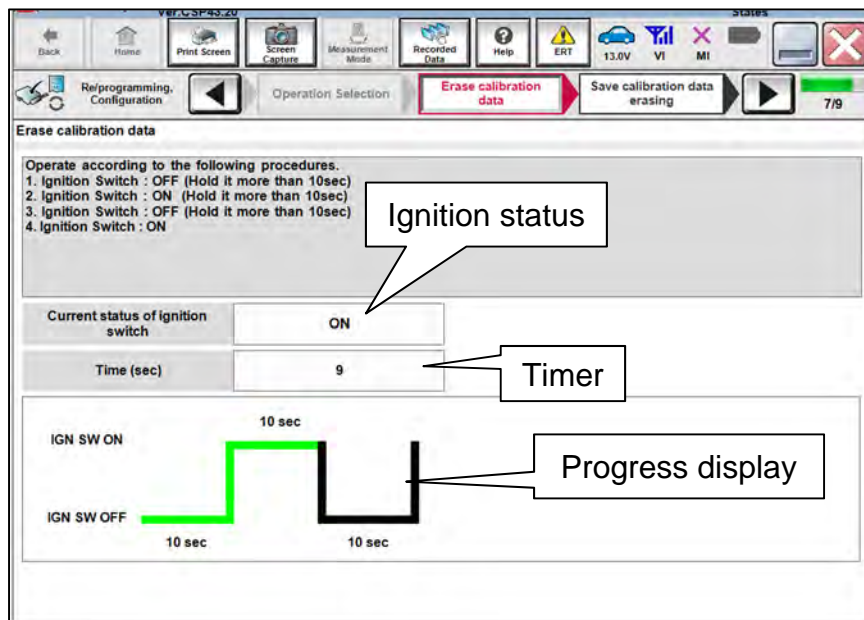 Ver.CSP43.20
States
Back
Home
Print Screen
Screen
Capture
Measurement
Mode
Recorded
Data
Help
ERT
13.0V
VI
MI
Re/programming,
Configuration
Operation Selection
Erase calibration
data
Save calibration data
erasing
7/9
Erase calibration data
Operate according to the following procedures.
1. Ignition Switch : OFF (Hold it more than 10sec)
2. Ignition Switch : ON (Hold it more than 10sec)
3. Ignition Switch : OFF (Hold it more than 10sec)
4. Ignition Switch : ON
Ignition status
Current status of ignition
switch
ON
Time (sec)
9
Timer
10 sec
IGN SW ON
Progress display
IGN SW OFF
10 sec
10 sec